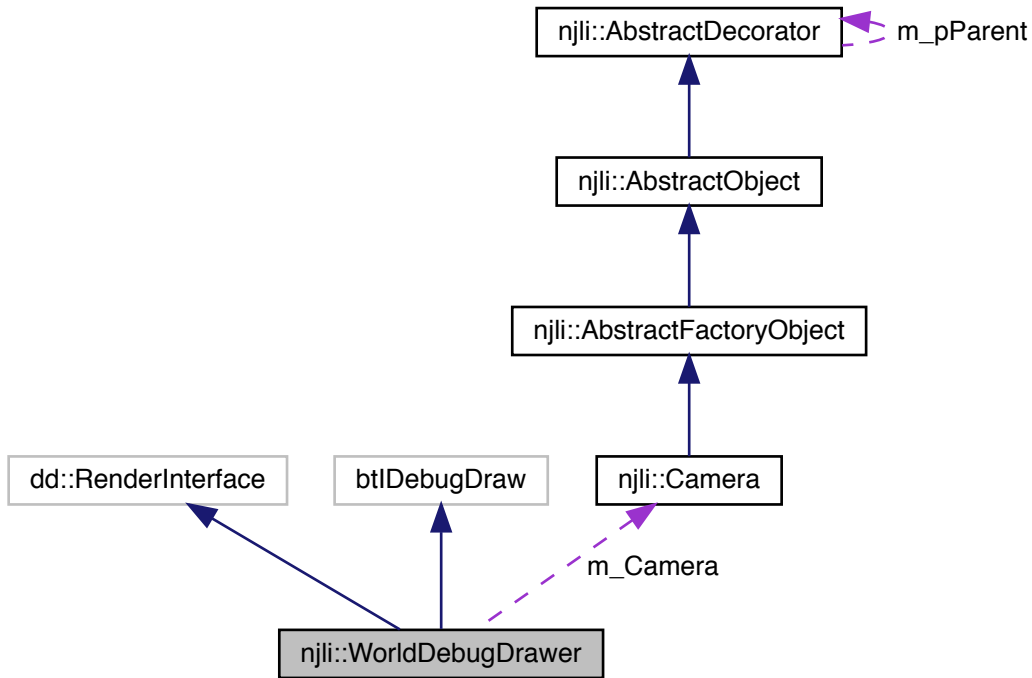 njli::AbstractDecorator
m_pParent
njli::AbstractObject
njli::AbstractFactoryObject
dd::RenderInterface
btIDebugDraw
njli::Camera
m_Camera
njli::WorldDebugDrawer